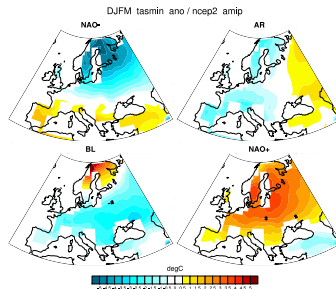 DJFM tasmin ano / ncep2 amip
NAO-
AR
BL
NAO+
degC